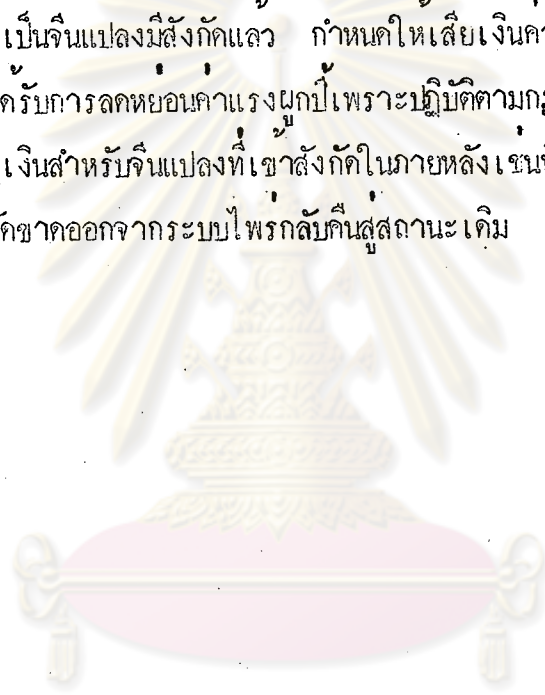 เป็นจีนแปลงมีสังกัดแล้ว กำหนดให้เสียเงินค่า
ด้รับการลดหย่อนค่าแรงผูกปี้เพราะปฏิบัติตามกฎ
เงินสำหรับจีนแปลงที่เข้าสังกัดในภายหลัง เช่น
ขาดออกจากระบบไพร่กลับคืนสู่สถานะเดิม